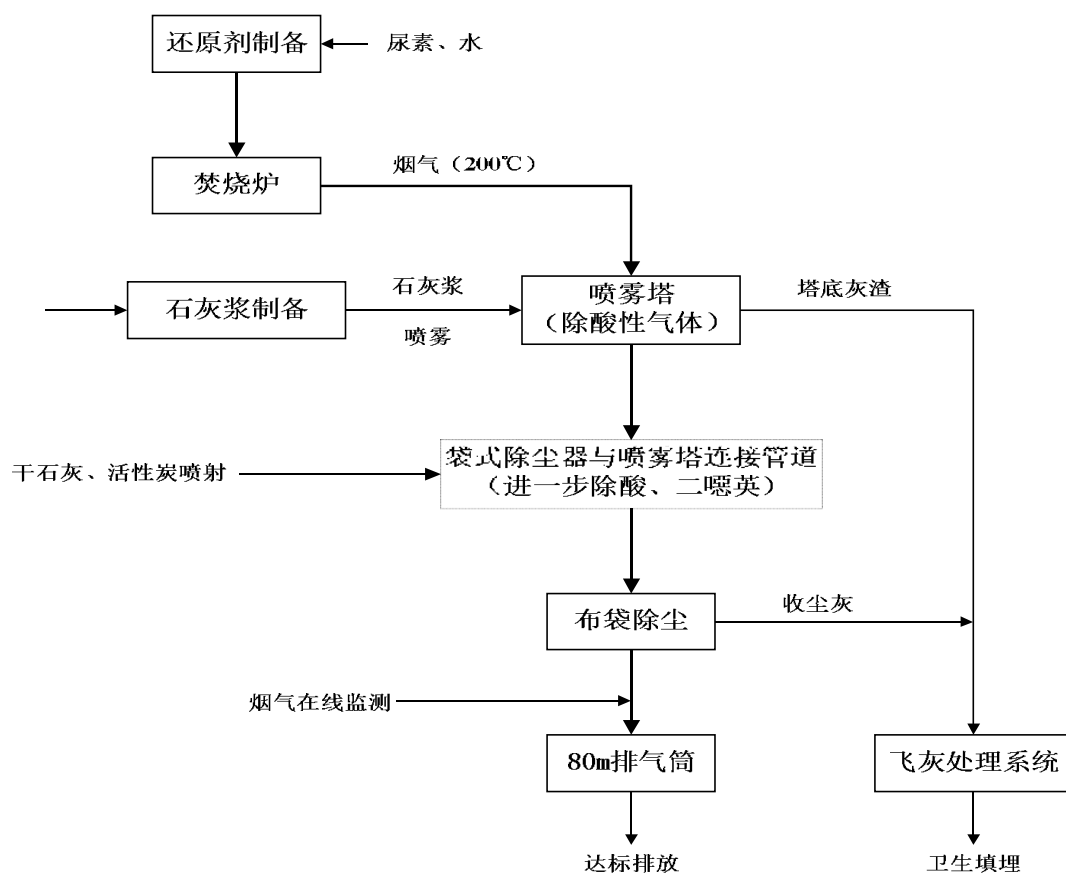 还原剂制备
尿素、水
焚烧炉
烟气（200℃）
石灰浆制备
石灰浆
喷雾
喷雾塔
（除酸性气体）
塔底灰渣
干石灰、活性炭喷射
袋式除尘器与喷雾塔连接管道
（进一步除酸、二噁英）
布袋除尘
收尘灰
烟气在线监测
80m排气筒
飞灰处理系统
达标排放
卫生填埋